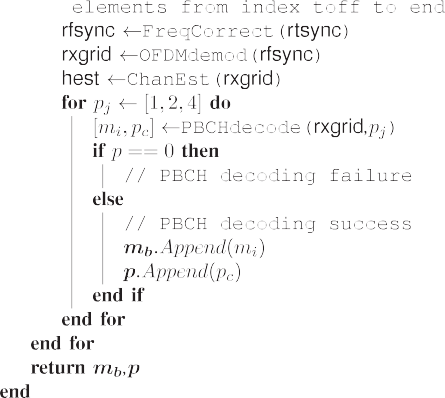 elements from index toff to end
rfsync ←FreqCorrect(rtsync)
rxgrid ←OFDMdemod(rfsync)
hest ←ChanEst(rxgrid)
for p_j ← [1, 2, 4] do
[m_i, p_c] ←PBCHdecode(rxgrid,p_j)
if p == 0 then
// PBCH decoding failure
else
// PBCH decoding success
m_b.Append(m_i)
p.Append(p_c)
end if
end for
end for
return m_b,p
end